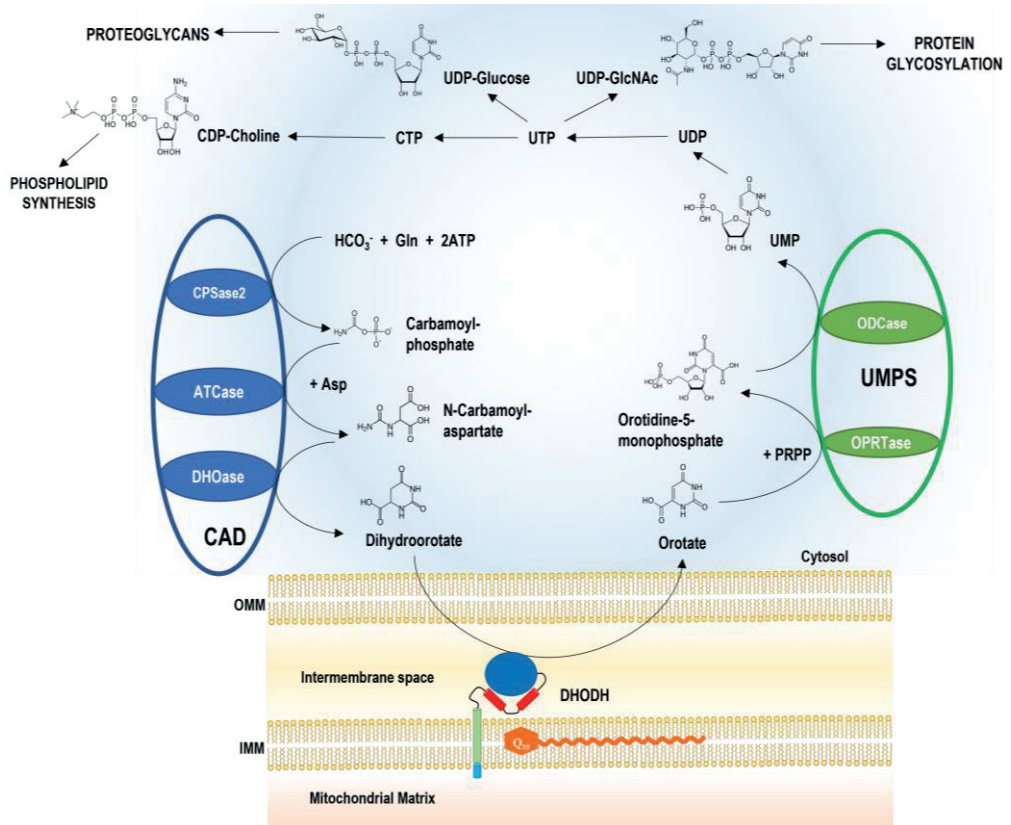 PROTEOGLYCANS
UDP-Glucose
UDP-GlcNAc
PROTEIN
GLYCOSYLATION
CDP-Choline
CTP
UTP
UDP
PHOSPHOLIPID
SYNTHESIS
HCO3- + Gln + 2ATP
UMP
CPSase2
Carbamoyl-
phosphate
ODCase
ATCase
+ Asp
UMPS
N-Carbamoyl-
aspartate
Orotidine-5-
monophosphate
OPRTase
+ PRPP
DHOase
CAD
Dihydroorotate
Orotate
Cytosol
OMM
Intermembrane space
DHODH
IMM
Q10
Mitochondrial Matrix